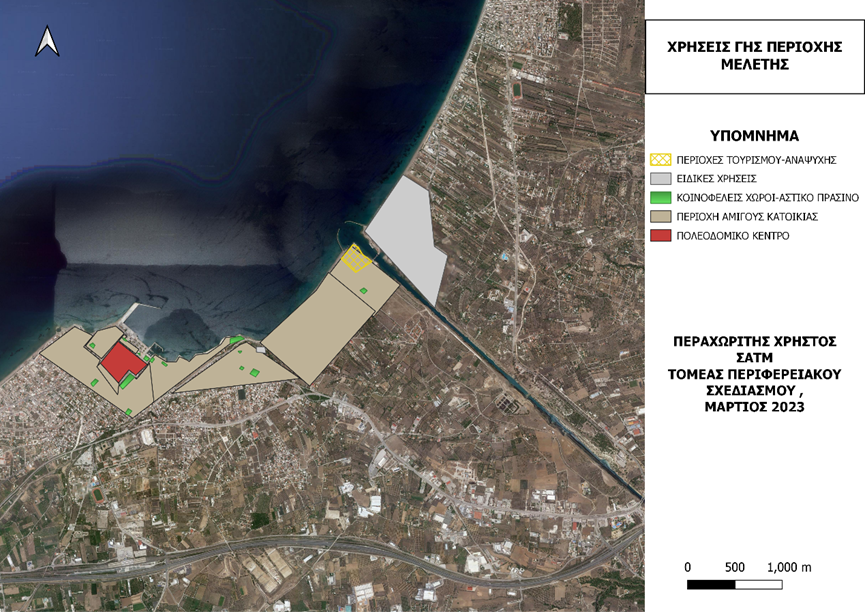 ΧΡΗΣΕΙΣ ΓΗΣ ΠΕΡΙΟΧΗΣ
ΜΕΛΕΤΗΣ
ΥΠΟΜΝΗΜΑ
ΠΕΡΙΟΧΕΣ ΤΟΥΡΙΣΜΟΥ-ΑΝΑΨΥΧΗΣ
ΕΙΔΙΚΕΣ ΧΡΗΣΕΙΣ
ΚΟΙΝΟΦΕΛΕΙΣ ΧΩΡΟΙ-ΑΣΤΙΚΟ ΠΡΑΣΙΝΟ
ΠΕΡΙΟΧΗ ΑΜΙΓΟΥΣ ΚΑΤΟΙΚΙΑΣ
ΠΟΛΕΟΔΟΜΙΚΟ ΚΕΝΤΡΟ
ΠΕΡΑΧΩΡΙΤΗΣ ΧΡΗΣΤΟΣ
ΣΑΤΜ
ΤΟΜΕΑΣ ΠΕΡΙΦΕΡΕΙΑΚΟΥ
ΣΧΕΔΙΑΣΜΟΥ ,
ΜΑΡΤΙΟΣ 2023
0 500 1,000 m